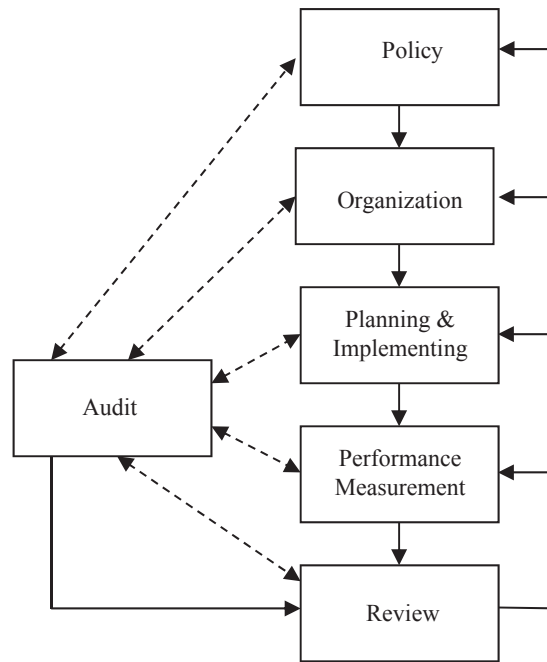 Policy
Organization
Planning &
Implementing
Audit
Performance
Measurement
Review